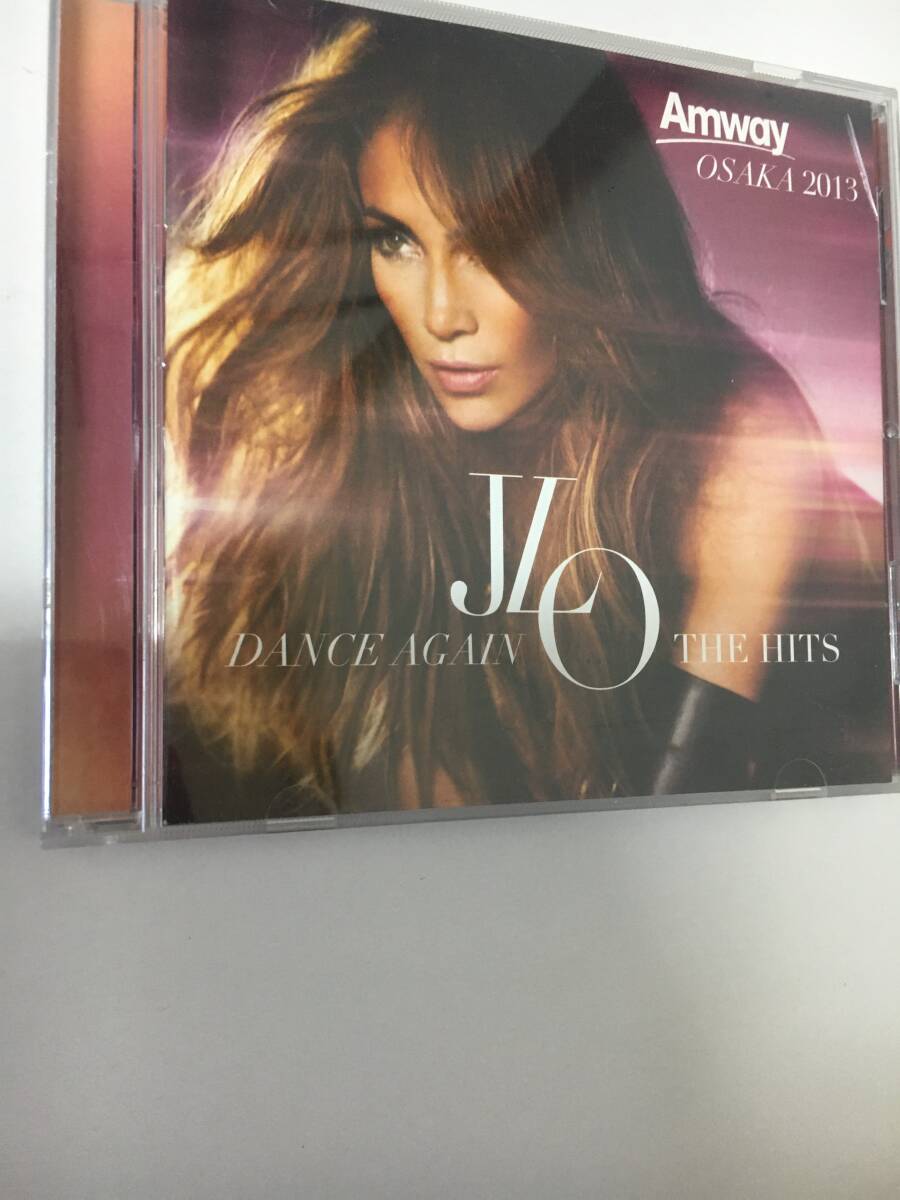 Amway
OSAKA 2013
JLO
DANCE AGAIN THE HITS